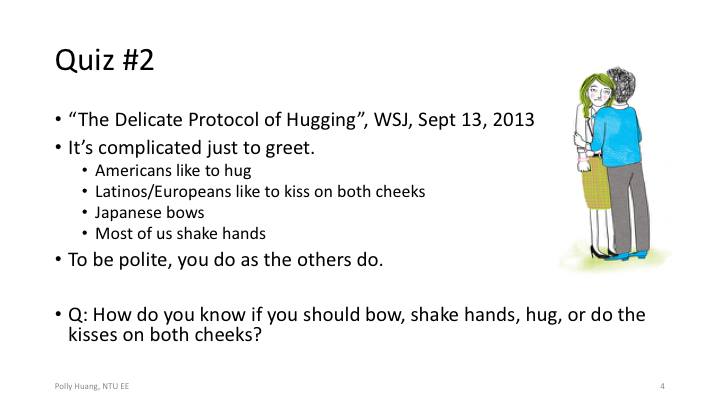 Quiz #2
• “The Delicate Protocol of Hugging”, WSJ, Sept 13, 2013
• It’s complicated just to greet.
• Americans like to hug
• Latinos/Europeans like to kiss on both cheeks
• Japanese bows
• Most of us shake hands
• To be polite, you do as the others do.
• Q: How do you know if you should bow, shake hands, hug, or do the
kisses on both cheeks?
Polly Huang, NTU EE
4